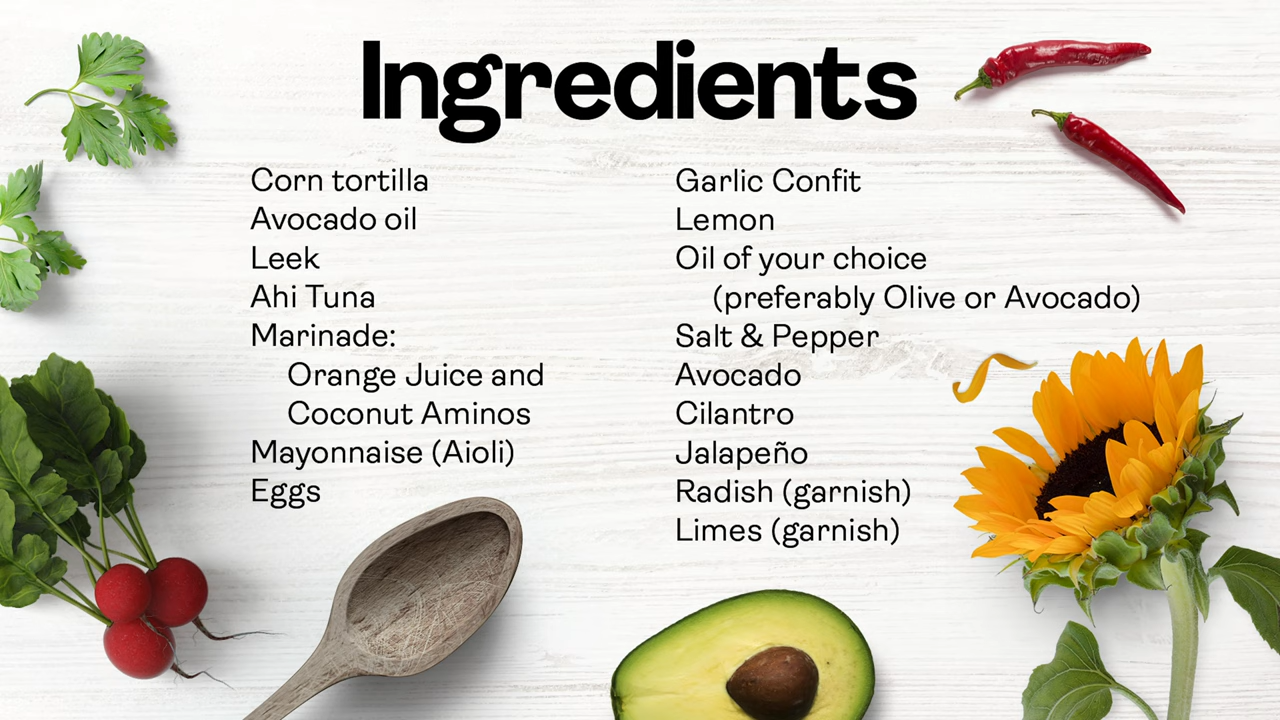 Ingredients
Corn tortilla
Avocado oil
Leek
Ahi Tuna
Marinade:
Orange Juice and
Coconut Aminos
Mayonnaise (Aioli)
Eggs
Garlic Confit
Lemon
Oil of your choice
(preferably Olive or Avocado)
Salt & Pepper
Avocado
Cilantro
Jalapeño
Radish (garnish)
Limes (garnish)